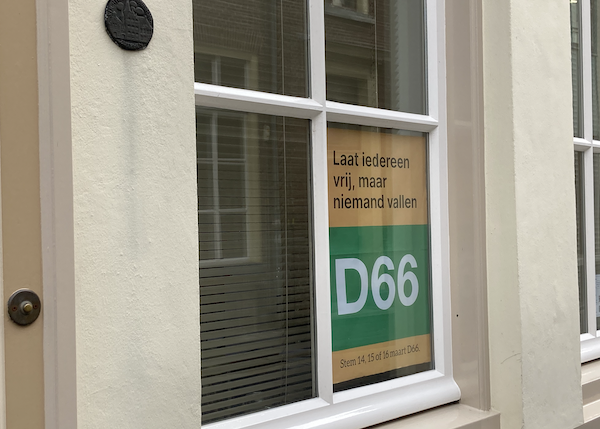 Laat iedereen
vrij, maar
niemand vallen
D66
Stem 14, 15 of 16 maart D66.